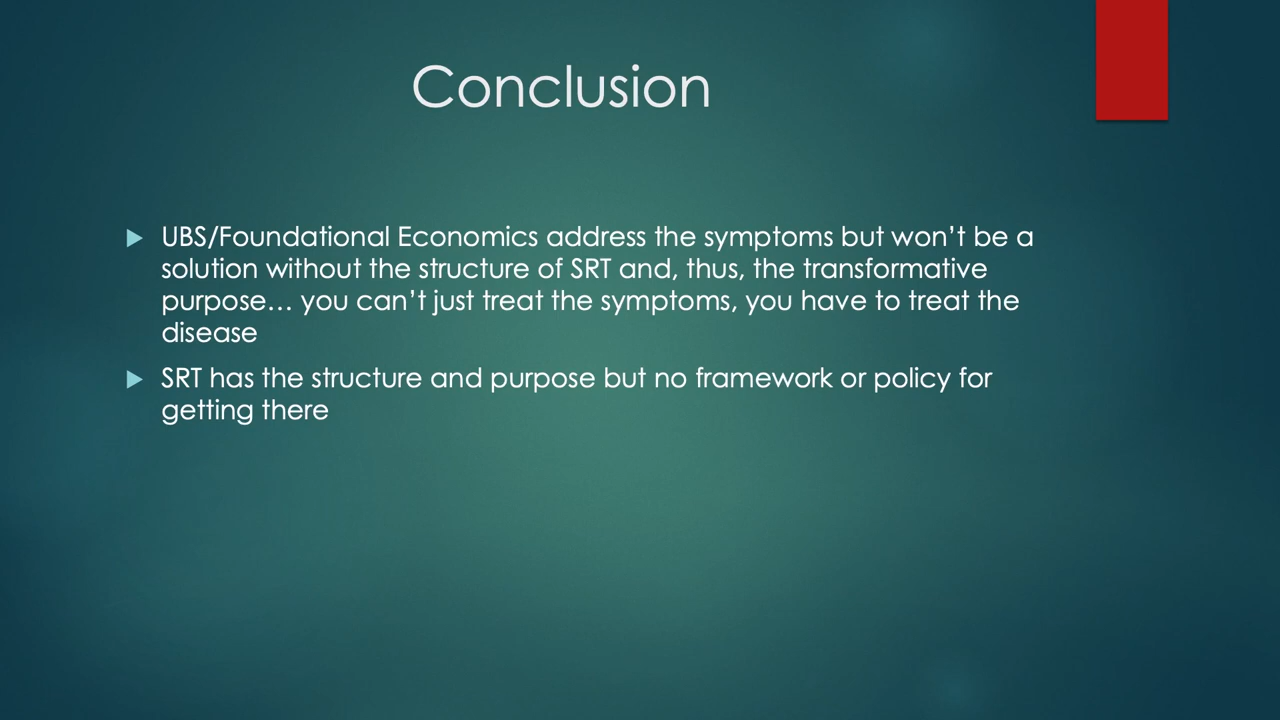 Conclusion
UBS/Foundational Economics address the symptoms but won’t be a
solution without the structure of SRT and, thus, the transformative
purpose… you can’t just treat the symptoms, you have to treat the
disease
SRT has the structure and purpose but no framework or policy for
getting there